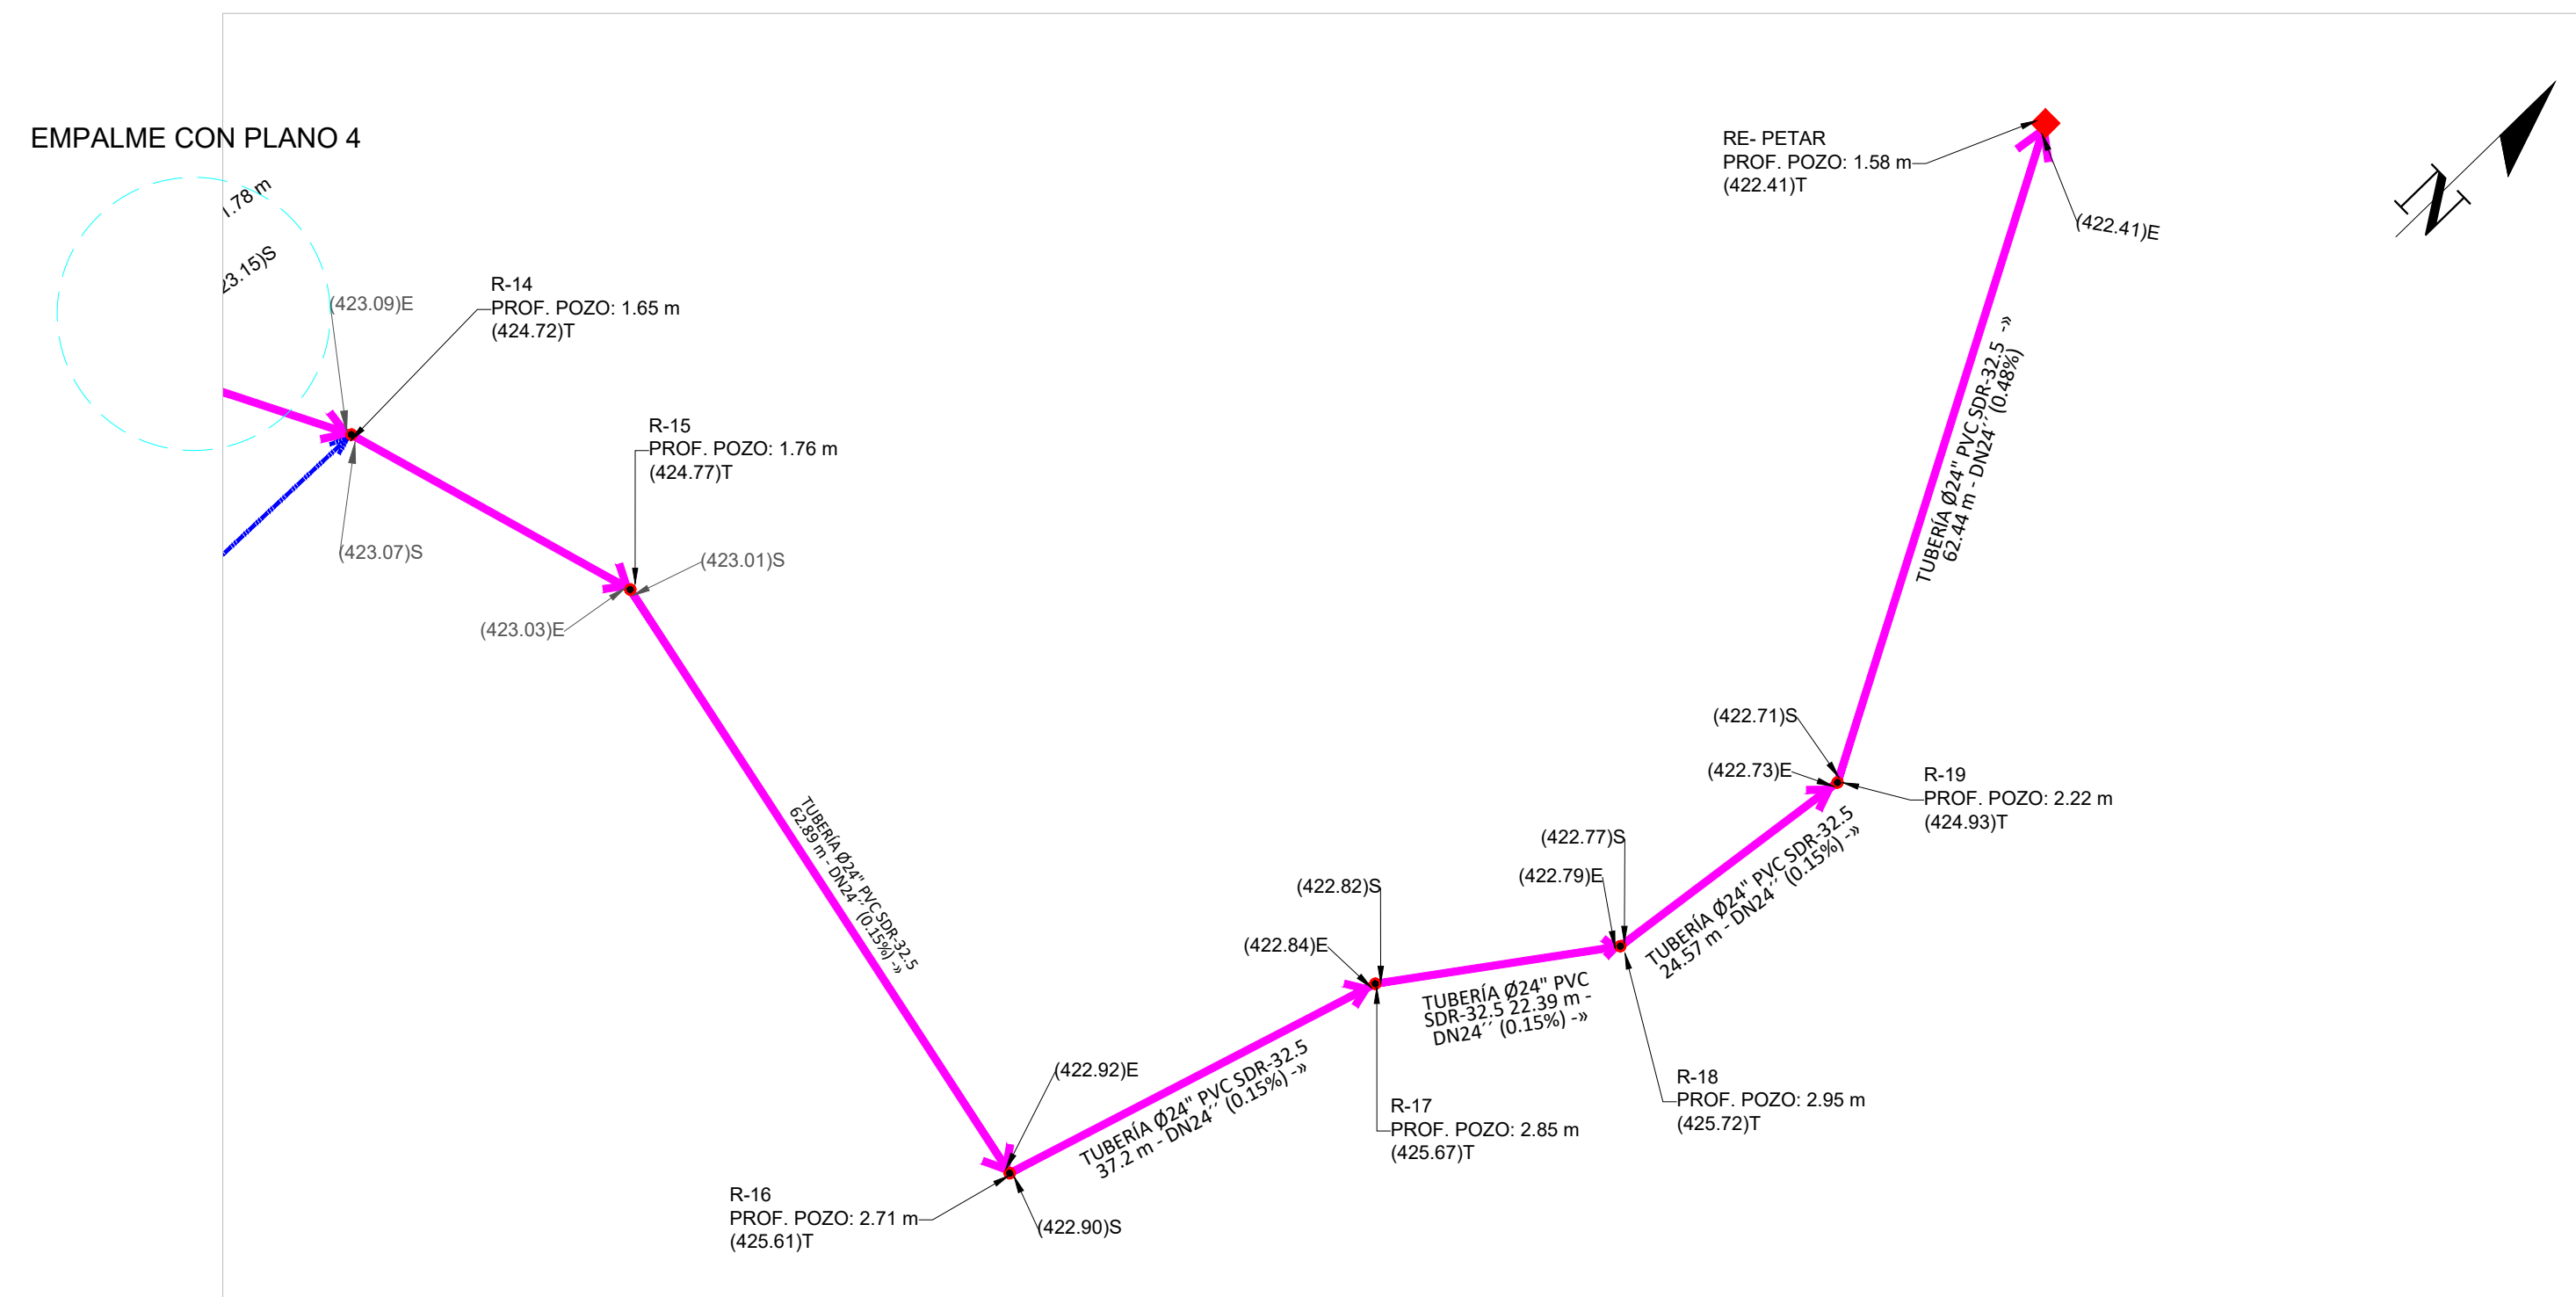 EMPALME CON PLANO 4
1.78 m
23.15)S
(423.09)E
R-14
PROF. POZO: 1.65 m
(424.72)T
(423.07)S
R-15
PROF. POZO: 1.76 m
(424.77)T
(423.01)S
(423.03)E
RE- PETAR
PROF. POZO: 1.58 m
(422.41)T
(422.41)E
N
TUBERÍA Ø24" PVC SDR-32.5 -»
62.44 m - DN24´´ (0.48%)
TUBERÍA Ø24" PVC SDR-32.5
62.89 m - DN24´´ (0.15%) -»
(422.71)S
(422.73)E
R-19
PROF. POZO: 2.22 m
(424.93)T
(422.77)S
(422.79)E
TUBERÍA Ø24" PVC SDR-32.5
24.57 m - DN24´´ (0.15%) -»
(422.82)S
(422.84)E
TUBERÍA Ø24" PVC
SDR-32.5 22.39 m -
DN24´´ (0.15%) -»
(422.92)E
TUBERÍA Ø24" PVC SDR-32.5
37.2 m - DN24´´ (0.15%) -»
R-18
PROF. POZO: 2.95 m
(425.72)T
R-17
PROF. POZO: 2.85 m
(425.67)T
R-16
PROF. POZO: 2.71 m
(425.61)T
(422.90)S